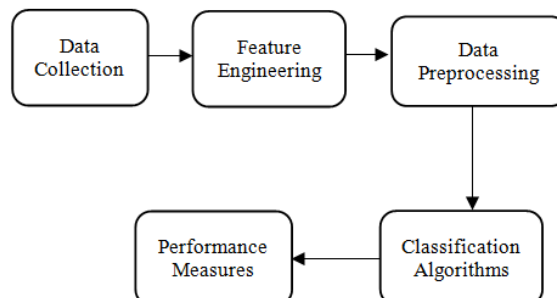 Data
Collection
Feature
Engineering
Data
Preprocessing
Classification
Algorithms
Performance
Measures